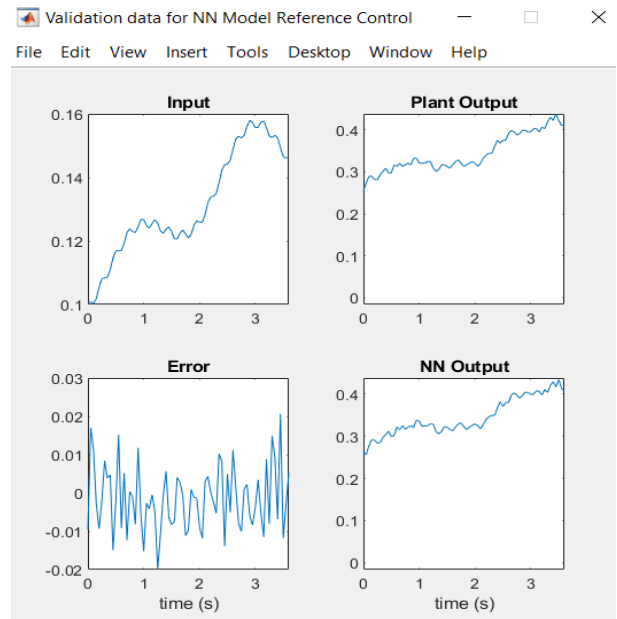 Validation data for NN Model Reference Control
File Edit View Insert Tools Desktop Window Help
Input
0.16
0.14
0.12
0.1
0 1 2 3
Plant Output
0.4
0.3
0.2
0.1
0
0 1 2 3
Error
0.03
0.02
0.01
0
-0.01
-0.02
0 1 2 3
time (s)
NN Output
0.4
0.3
0.2
0.1
0
0 1 2 3
time (s)